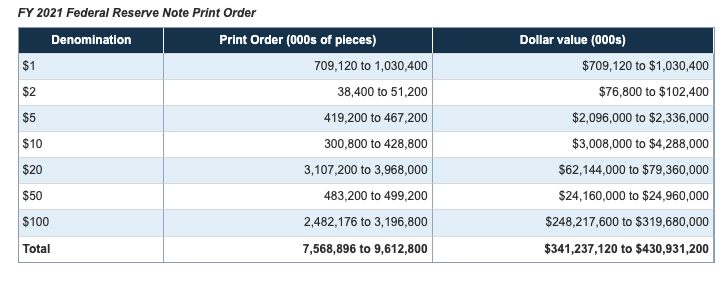 FY 2021 Federal Reserve Note Print Order
Denomination Print Order (000s of pieces) Dollar value (000s)
$1 709,120 to 1,030,400 $709,120 to $1,030,400
$2 38,400 to 51,200 $76,800 to $102,400
$5 419,200 to 467,200 $2,096,000 to $2,336,000
$10 300,800 to 428,800 $3,008,000 to $4,288,000
$20 3,107,200 to 3,968,000 $62,144,000 to $79,360,000
$50 483,200 to 499,200 $24,160,000 to $24,960,000
$100 2,482,176 to 3,196,800 $248,217,600 to $319,680,000
Total 7,568,896 to 9,612,800 $341,237,120 to $430,931,200